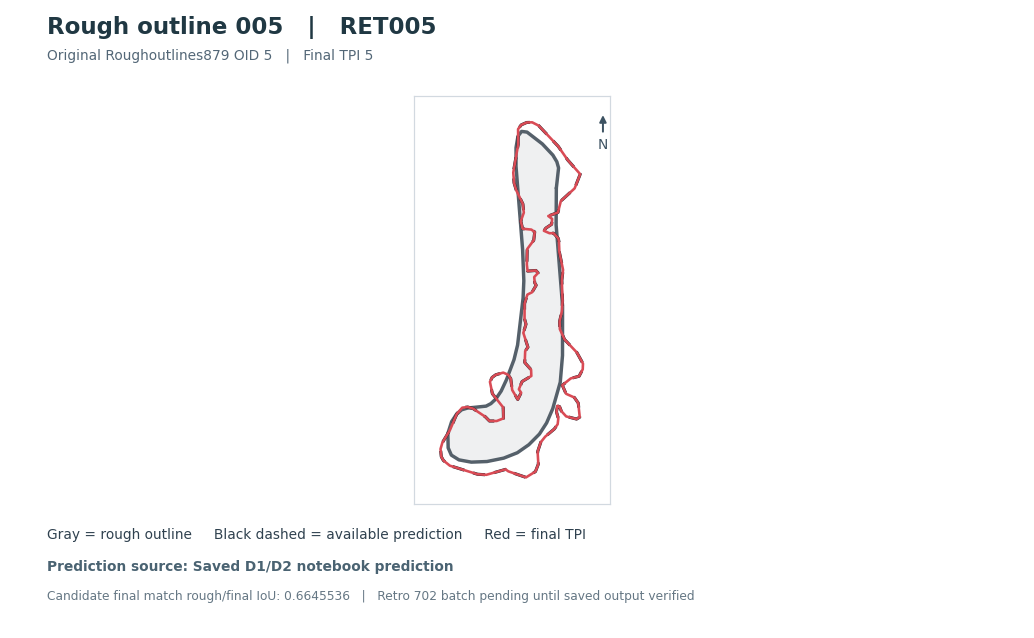 Rough outline 005   |   RET005
Original Roughoutlines879 OID 5   |   Final TPI 5
N
Gray = rough outline     Black dashed = available prediction     Red = final TPI
Prediction source: Saved D1/D2 notebook prediction
Candidate final match rough/final IoU: 0.6645536   |   Retro 702 batch pending until saved output verified